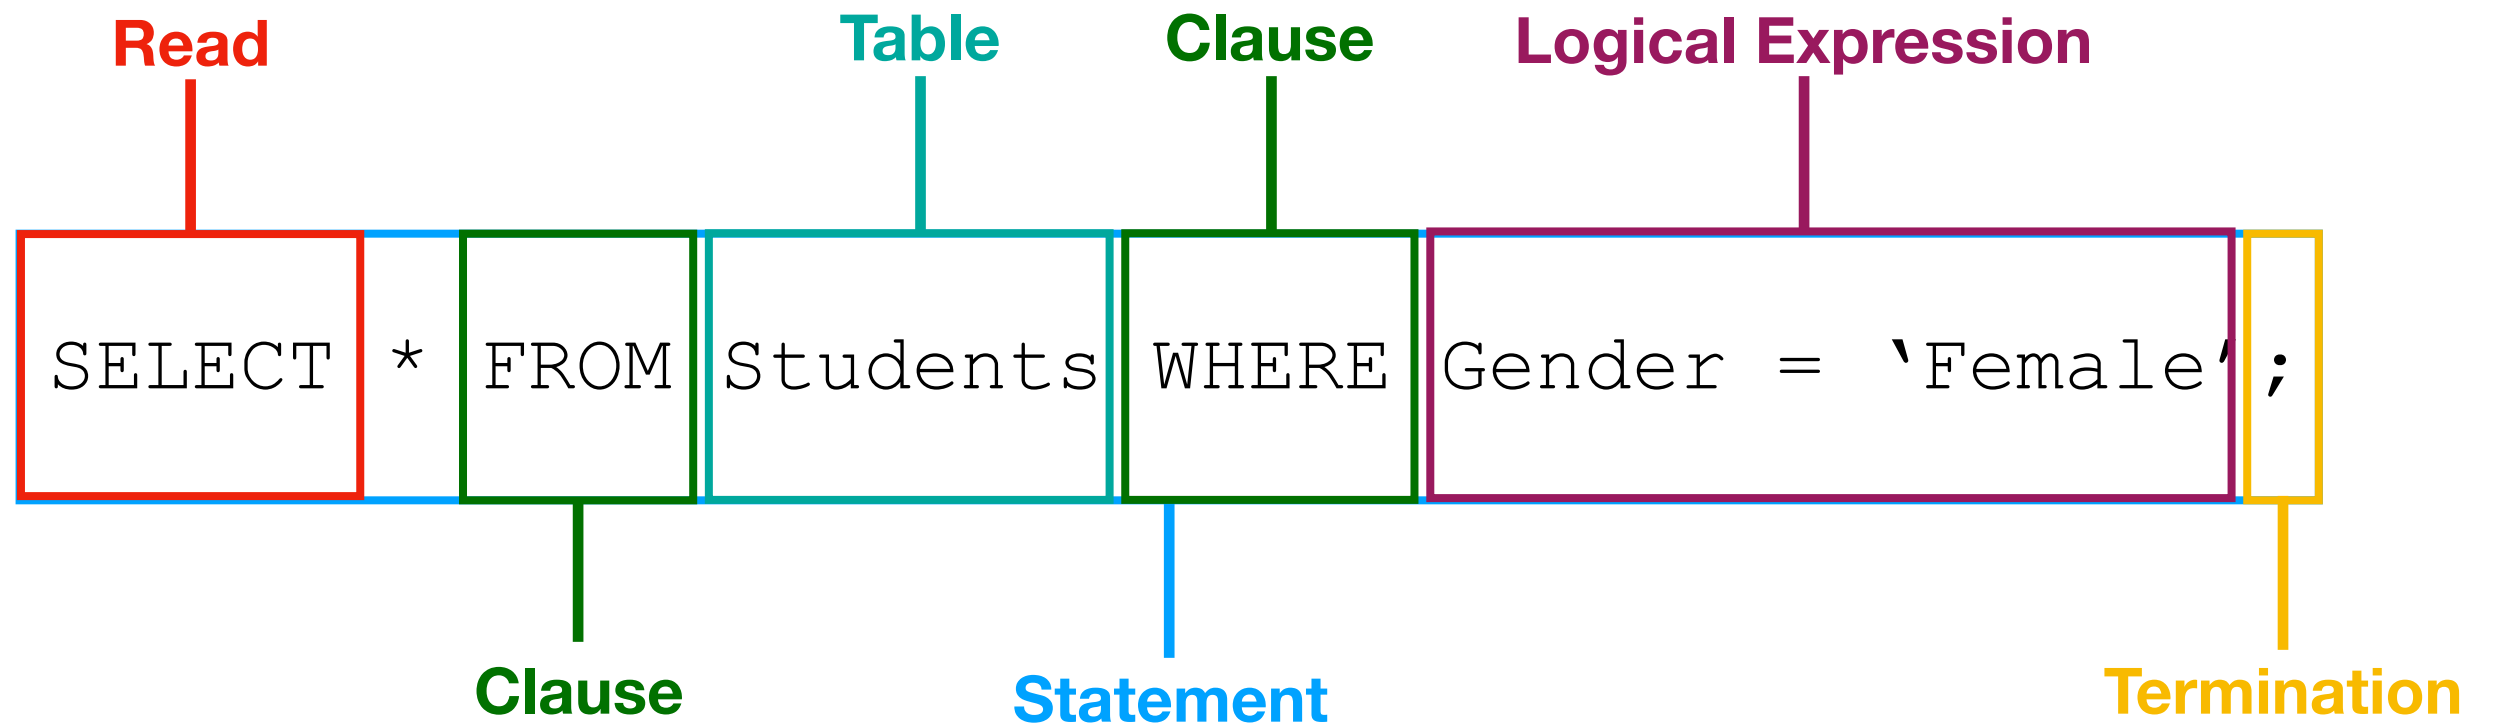 Read Table Clause Logical Expression
SELECT * FROM Students WHERE Gender = ‘Female’;
Clause Statement Termination